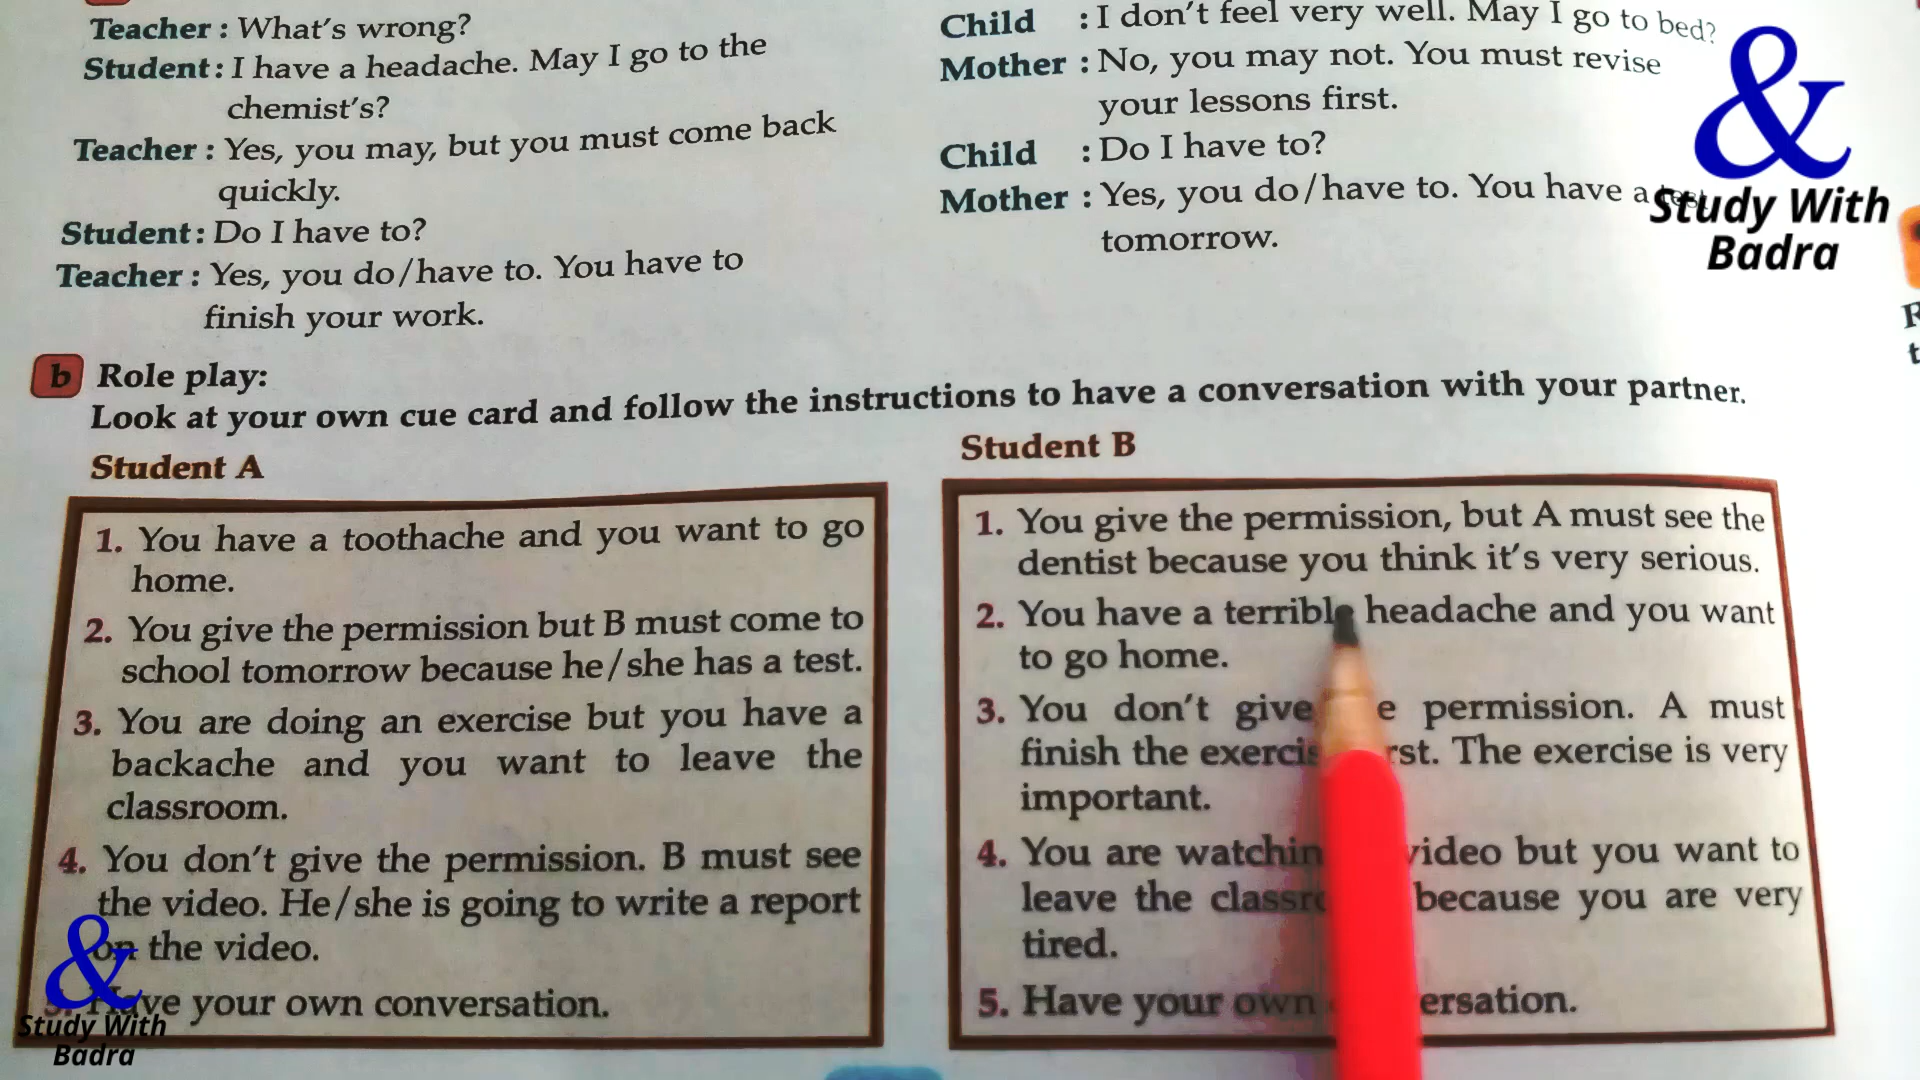 Teacher : What's wrong?
Student : I have a headache. May I go to the
chemist's?
Teacher : Yes, you may, but you must come back
quickly.
Student : Do I have to?
Teacher : Yes, you do/have to. You have to
finish your work.
Child : I don't feel very well. May I go to bed?
Mother : No, you may not. You must revise
your lessons first.
Child : Do I have to?
Mother : Yes, you do/have to. You have a test
tomorrow.
&
Study With
Badra
b Role play:
Look at your own cue card and follow the instructions to have a conversation with your partner.
Student A
1. You have a toothache and you want to go
home.
2. You give the permission but B must come to
school tomorrow because he/she has a test.
3. You are doing an exercise but you have a
backache and you want to leave the
classroom.
4. You don't give the permission. B must see
the video. He/she is going to write a report
on the video.
5. Have your own conversation.
Student B
1. You give the permission, but A must see the
dentist because you think it's very serious.
2. You have a terrible headache and you want
to go home.
3. You don't give permission. A must
finish the The exercise is very
important.
4. You are video but you want to
leave the because you are very
tired.
5. Have your own
&
Study With
Badra